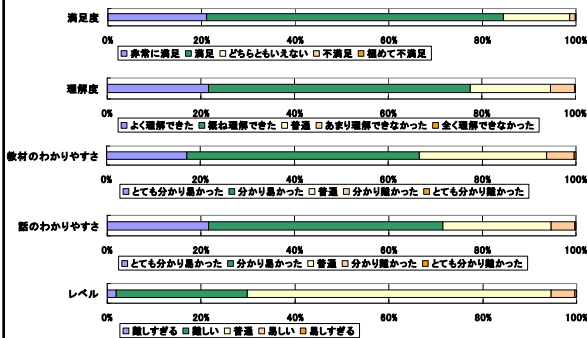 満足度
0% 20% 40% 60% 80% 100%
非常に満足 満足 どちらともいえない 不満足 極めて不満足
理解度
0% 20% 40% 60% 80% 100%
よく理解できた 概ね理解できた 普通 あまり理解できなかった 全く理解できなかった
教材のわかりやすさ
0% 20% 40% 60% 80% 100%
とても分かり易かった 分かり易かった 普通 分かり難かった とても分かり難かった
話のわかりやすさ
0% 20% 40% 60% 80% 100%
とても分かり易かった 分かり易かった 普通 分かり難かった とても分かり難かった
レベル
0% 20% 40% 60% 80% 100%
難しすぎる 難しい 普通 易しい 易しすぎる